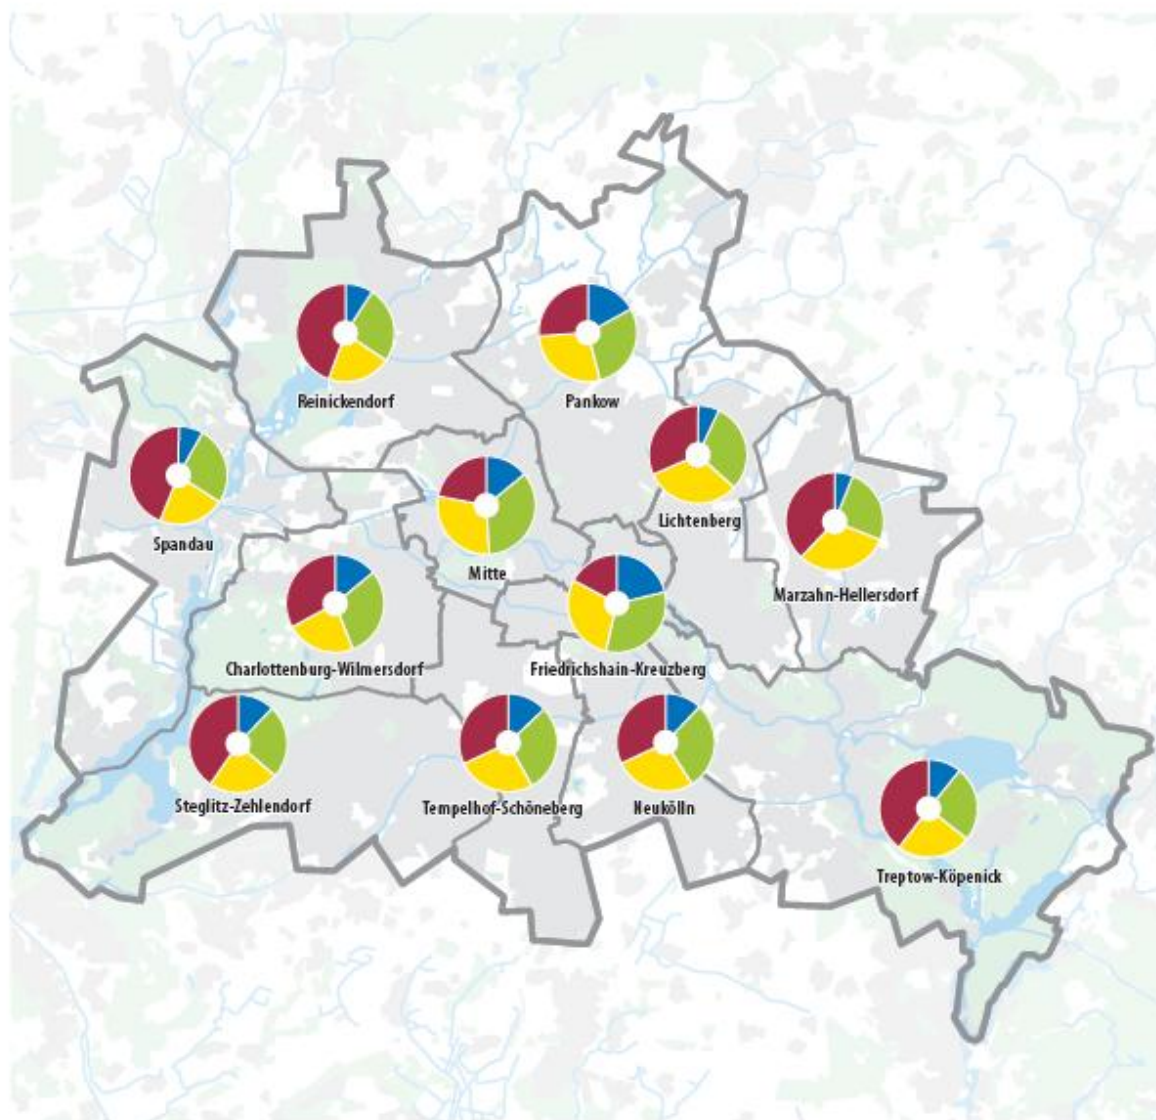 Reinickendorf
Pankow
Lichtenberg
Spandau
Mitte
Marzahn-Hellersdorf
Charlottenburg-Wilmersdorf
Friedrichshain-Kreuzberg
Steglitz-Zehlendorf
Tempelhof-Schöneberg
Neukölln
Treptow-Köpenick